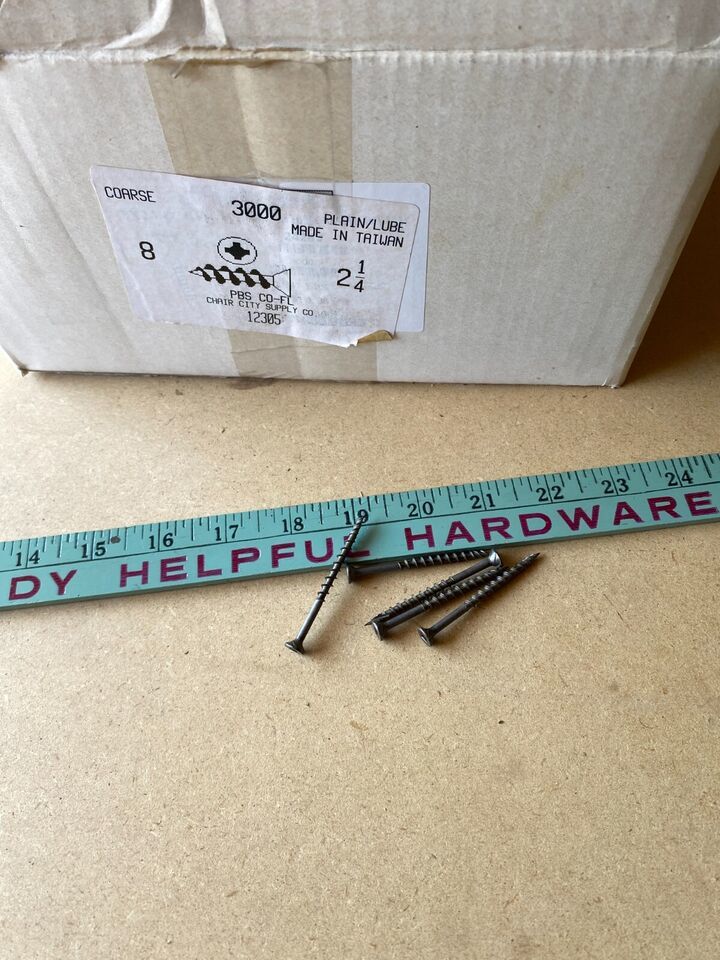 COARSE 3000 PLAIN/LUBE
MADE IN TAIWAN
8 2 1/4
PBS CO-FL
CHAIR CITY SUPPLY CO.
12305
14 15 16 17 18 19 20 21 22 23 24
DY HELPFUL HARDWARE